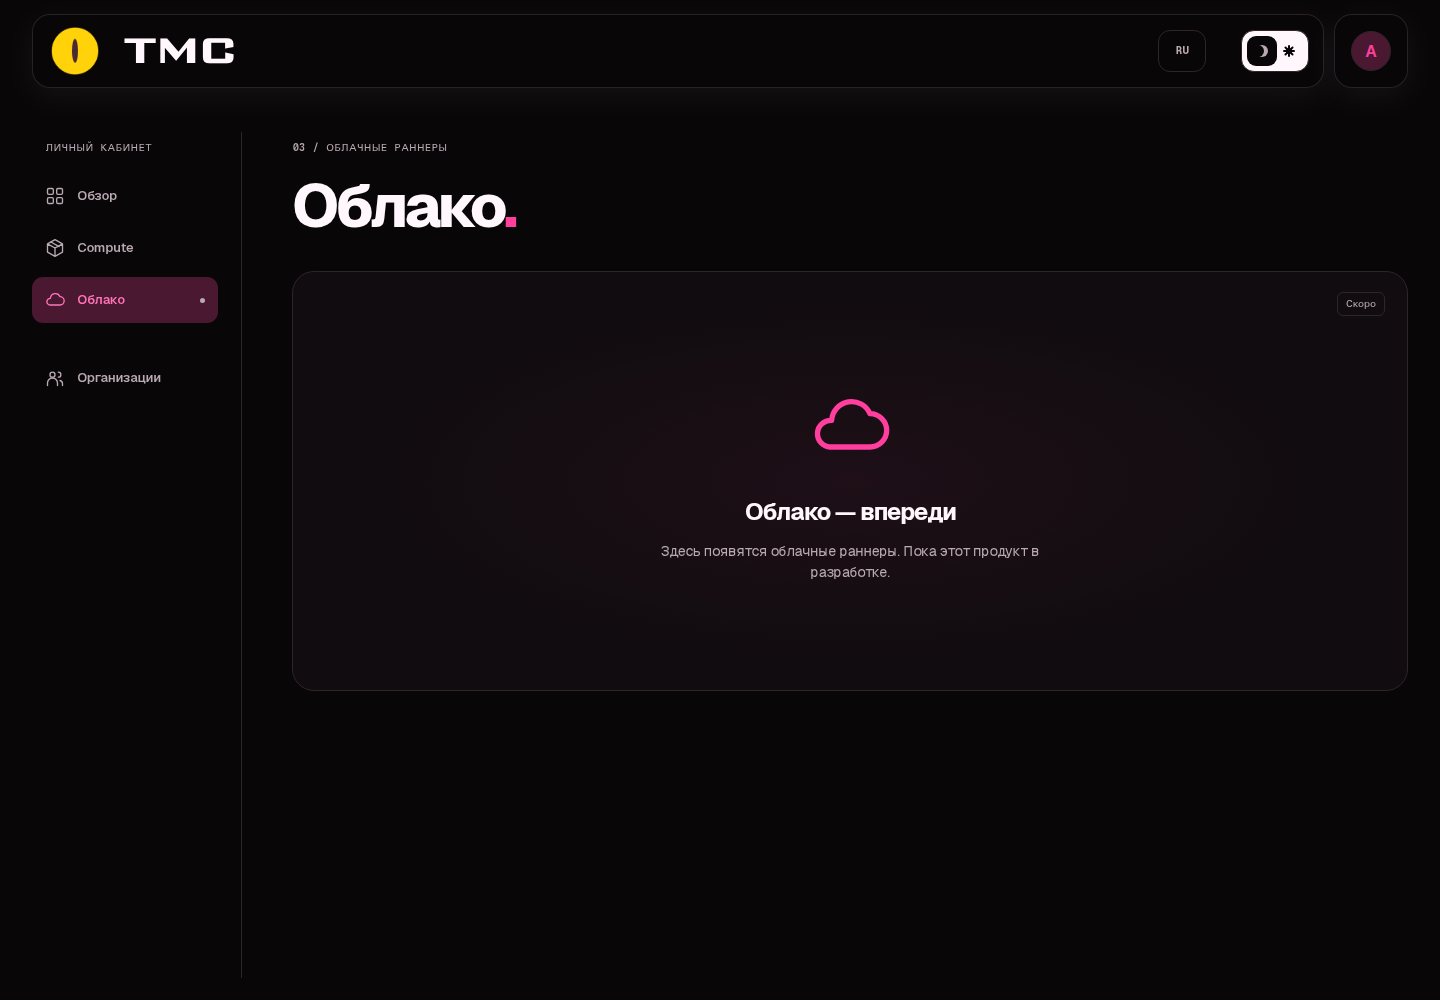 TMC
RU
A
ЛИЧНЫЙ КАБИНЕТ
Обзор
Compute
Облако
Организации
03 / ОБЛАЧНЫЕ РАННЕРЫ
Облако.
Скоро
Облако — впереди
Здесь появятся облачные раннеры. Пока этот продукт в
разработке.